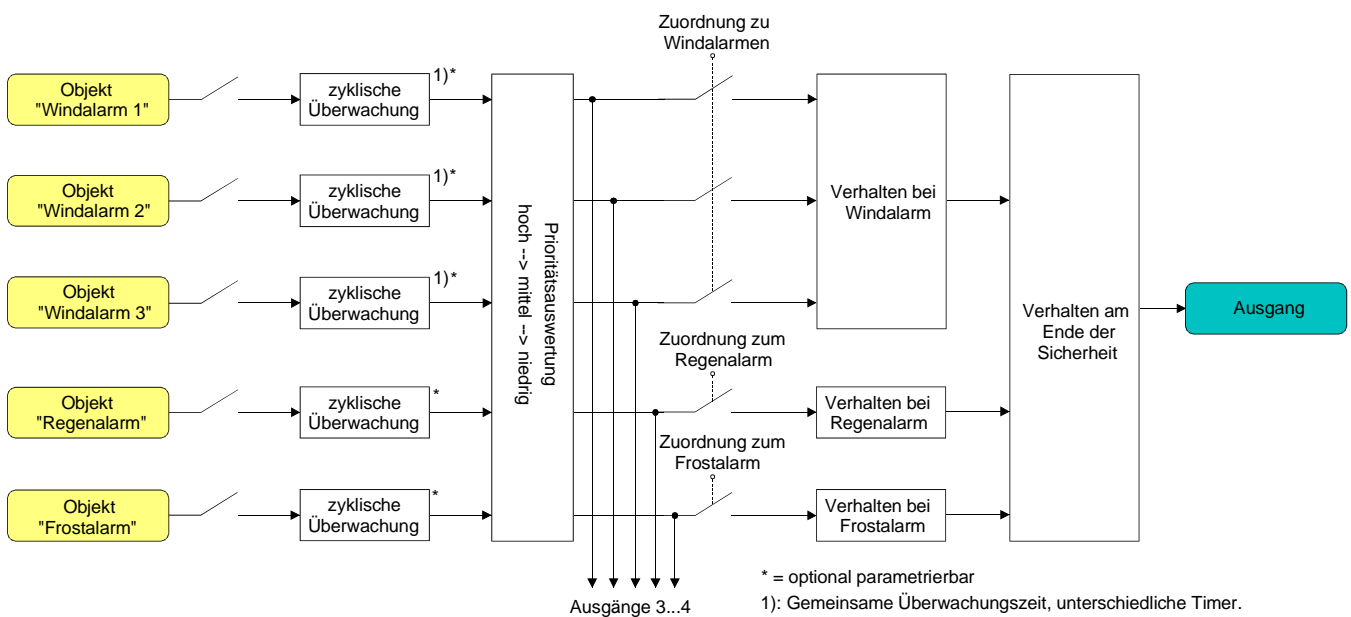 Zuordnung zu
Windalarmen
Objekt
"Windalarm 1"
zyklische
Überwachung
1)*
Objekt
"Windalarm 2"
zyklische
Überwachung
1)*
Verhalten bei
Windalarm
Prioritätsauswertung
hoch --> mittel --> niedrig
Objekt
"Windalarm 3"
zyklische
Überwachung
1)*
Verhalten am
Ende der
Sicherheit
Ausgang
Zuordnung zum
Regenalarm
Objekt
"Regenalarm"
zyklische
Überwachung
*
Verhalten bei
Regenalarm
Zuordnung zum
Frostalarm
Objekt
"Frostalarm"
zyklische
Überwachung
*
Verhalten bei
Frostalarm
Ausgänge 3...4
* = optional parametrierbar
1): Gemeinsame Überwachungszeit, unterschiedliche Timer.